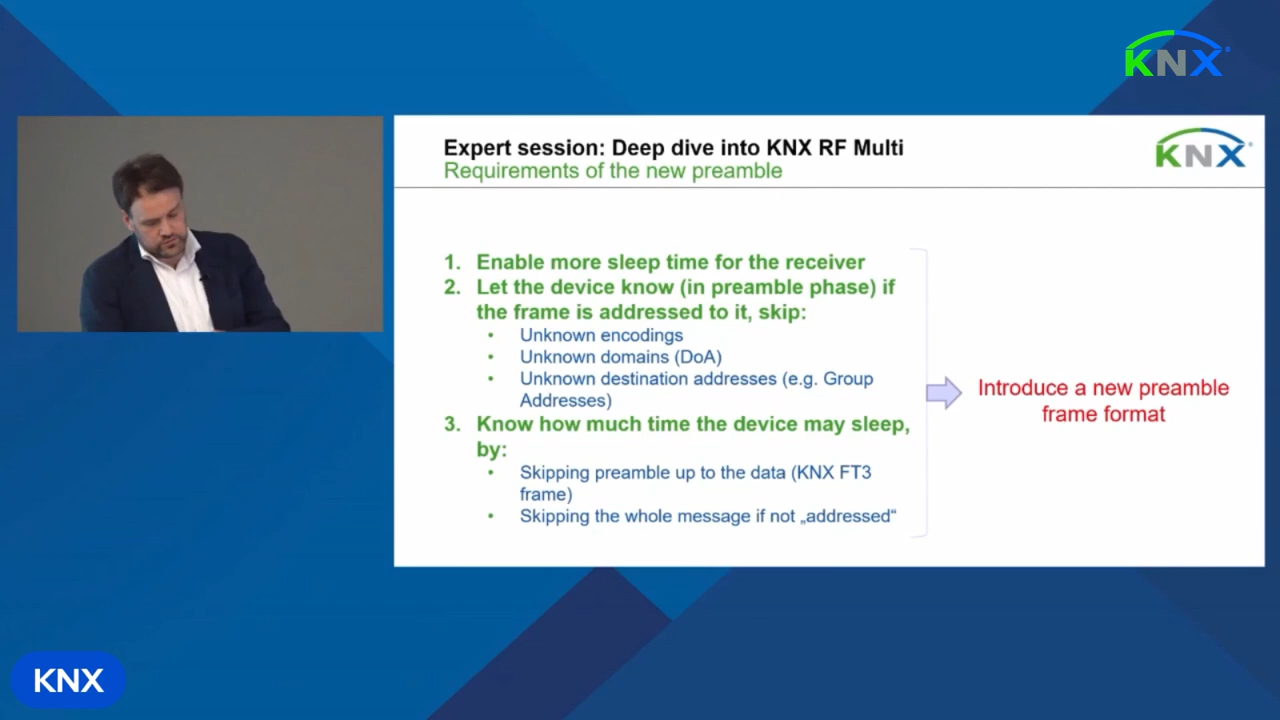 KNX
Expert session: Deep dive into KNX RF Multi
Requirements of the new preamble
KNX
1. Enable more sleep time for the receiver
2. Let the device know (in preamble phase) if
the frame is addressed to it, skip:
• Unknown encodings
• Unknown domains (DoA)
• Unknown destination addresses (e.g. Group
Addresses)
3. Know how much time the device may sleep,
by:
• Skipping preamble up to the data (KNX FT3
frame)
• Skipping the whole message if not „addressed“
Introduce a new preamble
frame format
KNX